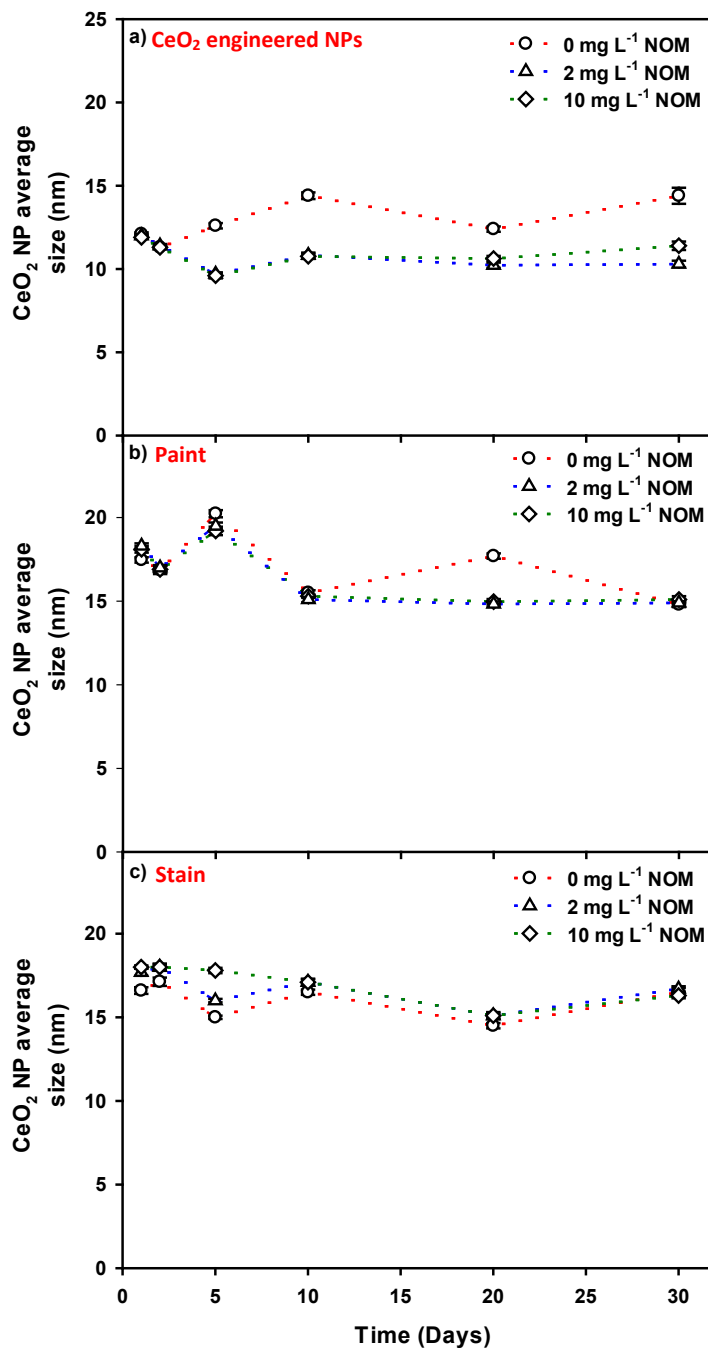 a) CeO₂ engineered NPs
0 mg L⁻¹ NOM
2 mg L⁻¹ NOM
10 mg L⁻¹ NOM
25
20
15
10
5
0
CeO₂ NP average
size (nm)
b) Paint
0 mg L⁻¹ NOM
2 mg L⁻¹ NOM
10 mg L⁻¹ NOM
20
15
10
5
0
CeO₂ NP average
size (nm)
c) Stain
0 mg L⁻¹ NOM
2 mg L⁻¹ NOM
10 mg L⁻¹ NOM
20
15
10
5
0
CeO₂ NP average
size (nm)
0 5 10 15 20 25 30
Time (Days)